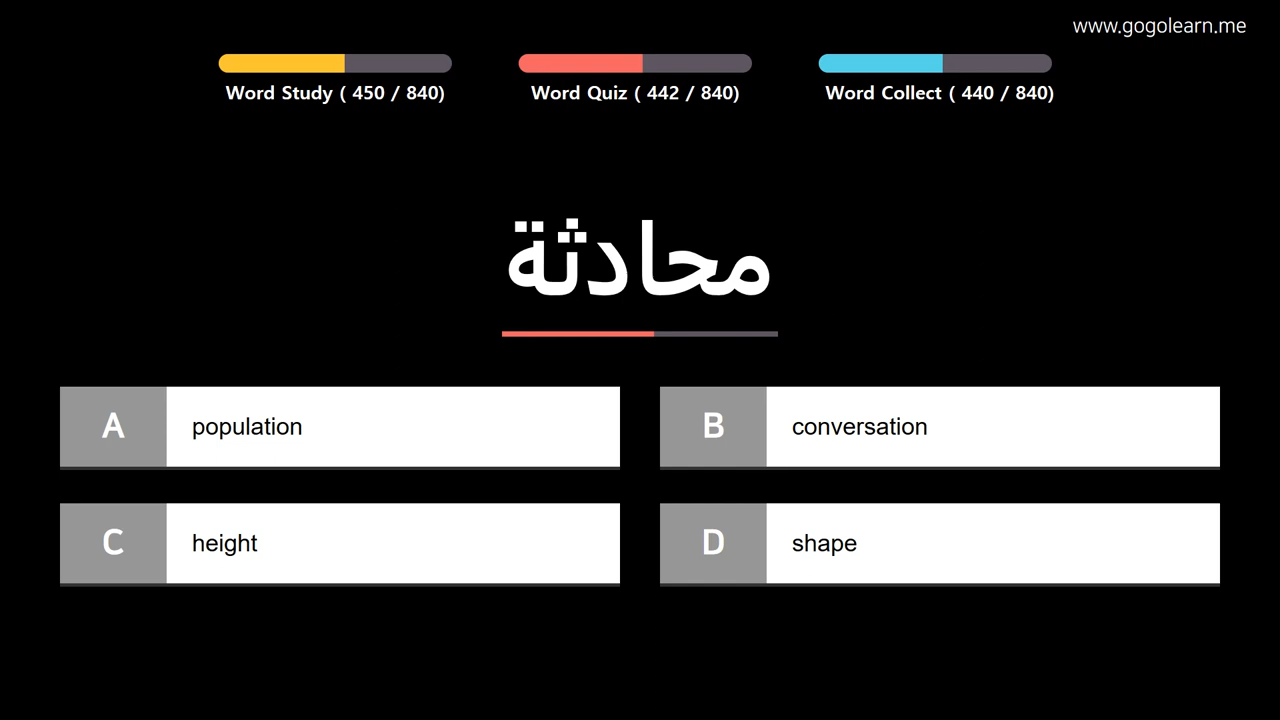 www.gogolearn.me
Word Study ( 450 / 840)
Word Quiz ( 442 / 840)
Word Collect ( 440 / 840)
محادثة
A population
B conversation
C height
D shape